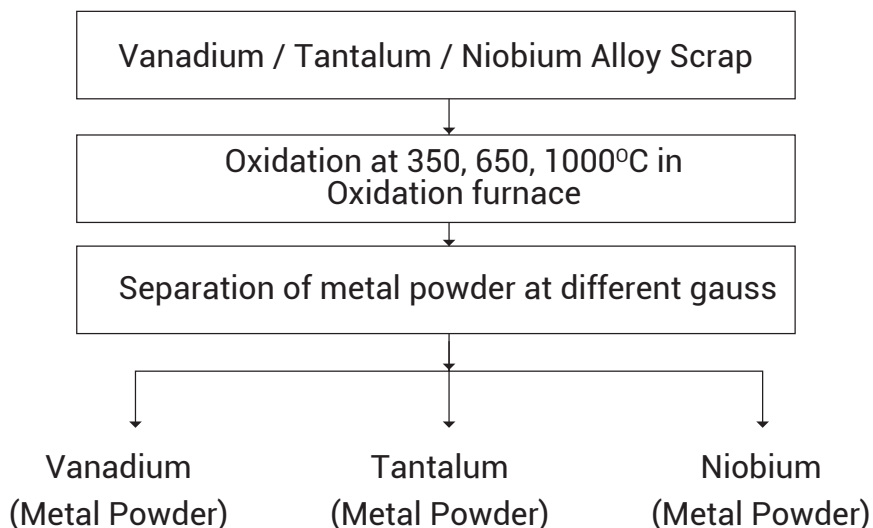 Vanadium / Tantalum / Niobium Alloy Scrap
Oxidation at 350, 650, 1000⁰C in
Oxidation furnace
Separation of metal powder at different gauss
Vanadium
(Metal Powder)
Tantalum
(Metal Powder)
Niobium
(Metal Powder)